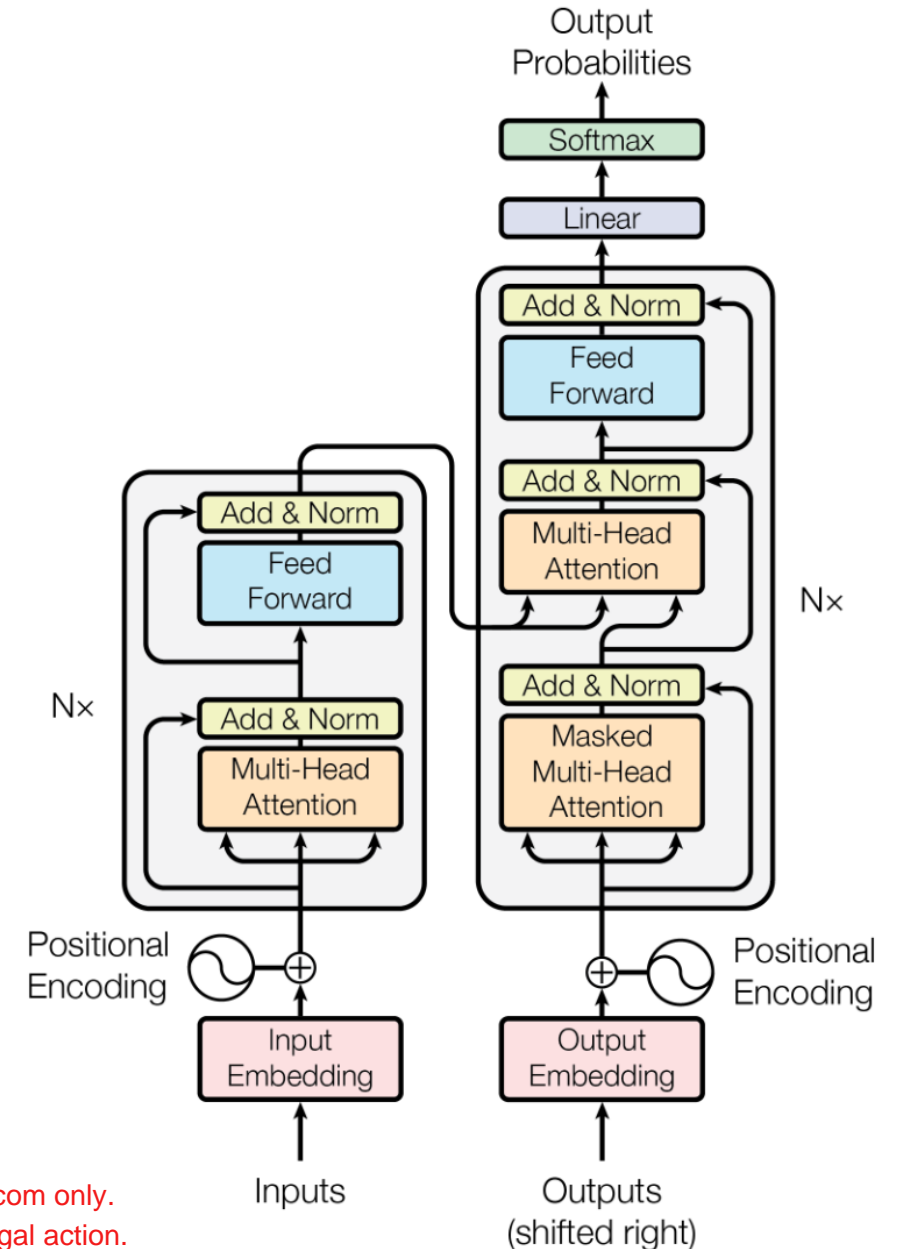 Output
Probabilities
Softmax
Linear
Add & Norm
Feed
Forward
Add & Norm
Multi-Head
Attention
Nx
Add & Norm
Masked
Multi-Head
Attention
Add & Norm
Feed
Forward
Nx
Add & Norm
Multi-Head
Attention
Positional
Encoding
Positional
Encoding
Input
Embedding
Output
Embedding
Inputs
Outputs
(shifted right)
com only.
gal action.